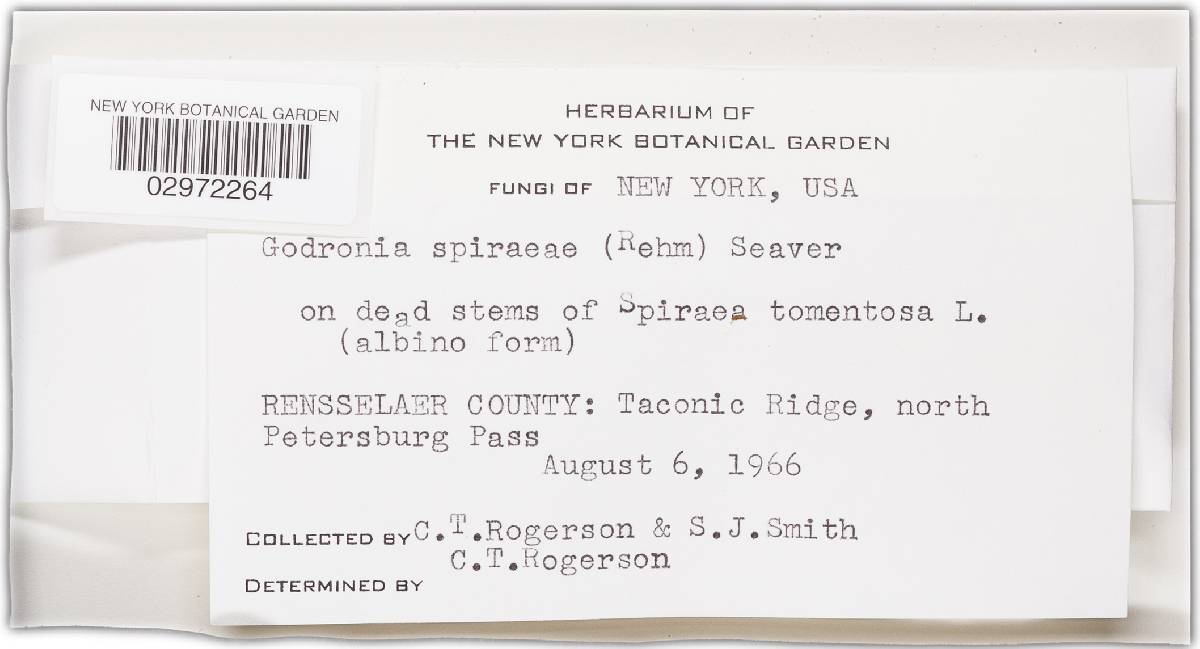 NEW YORK BOTANICAL GARDEN
02972264
HERBARIUM OF
THE NEW YORK BOTANICAL GARDEN
FUNGI OF NEW YORK, USA
Godronia spiraeae (Rehm) Seaver
on dead stems of Spiraea tomentosa L.
(albino form)
RENSSELAER COUNTY: Taconic Ridge, north
Petersburg Pass
August 6, 1966
COLLECTED BY C.T.Rogerson & S.J.Smith
C.T.Rogerson
DETERMINED BY